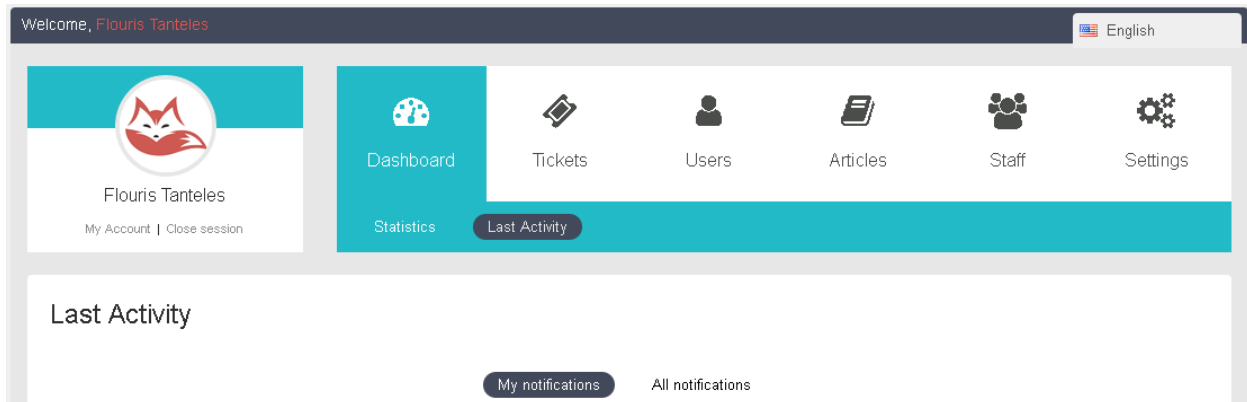 Welcome, Flouris Tanteles
English
Dashboard Tickets Users Articles Staff Settings
Flouris Tanteles
My Account | Close session
Statistics Last Activity
Last Activity
My notifications All notifications